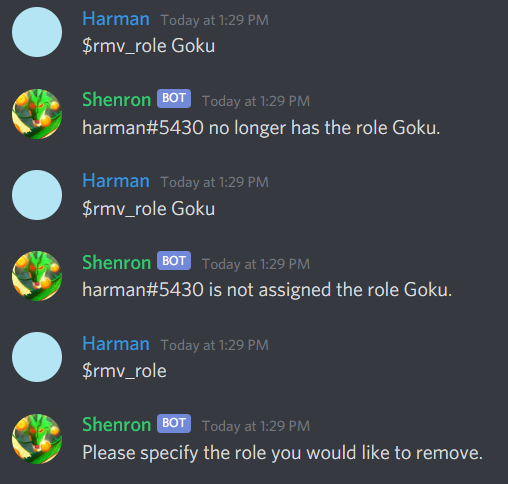 Harman Today at 1:29 PM
$rmv_role Goku
Shenron BOT Today at 1:29 PM
harman#5430 no longer has the role Goku.
Harman Today at 1:29 PM
$rmv_role Goku
Shenron BOT Today at 1:29 PM
harman#5430 is not assigned the role Goku.
Harman Today at 1:29 PM
$rmv_role
Shenron BOT Today at 1:29 PM
Please specify the role you would like to remove.